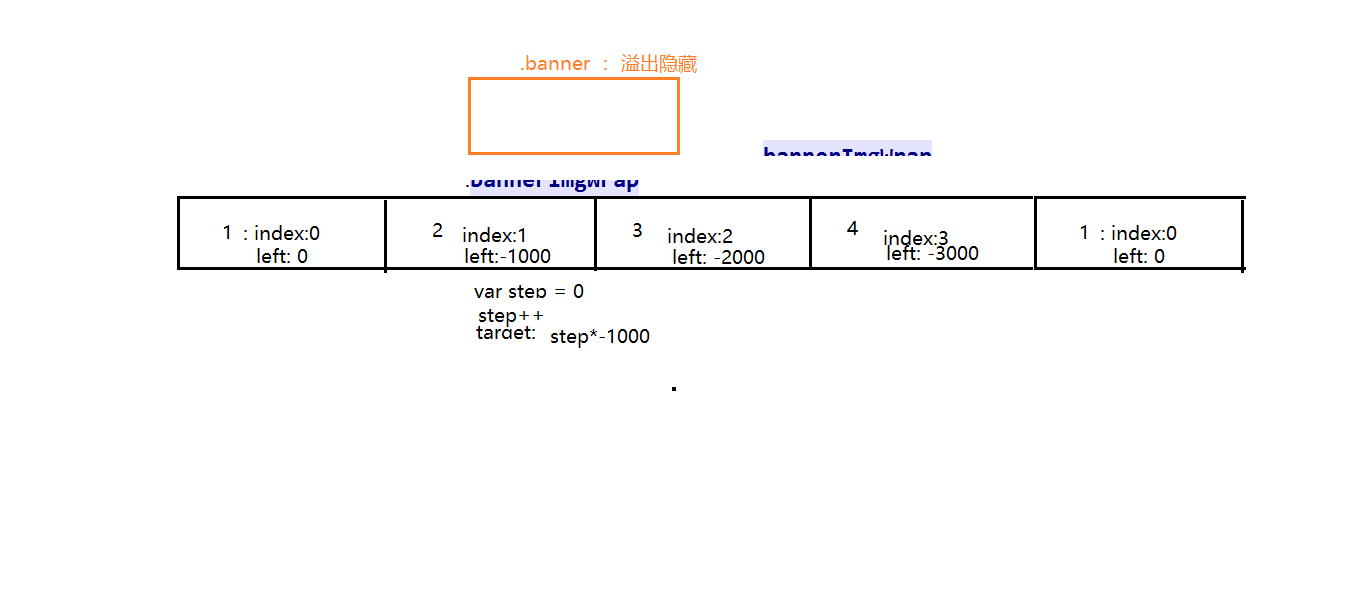 .banner ： 溢出隐藏
bannerImgWrap
.bannerImgWrap
1 : index:0
left: 0
2 index:1
left:-1000
3 index:2
left: -2000
4 index:3
left: -3000
1 : index:0
left: 0
var step = 0
step++
target: step*-1000